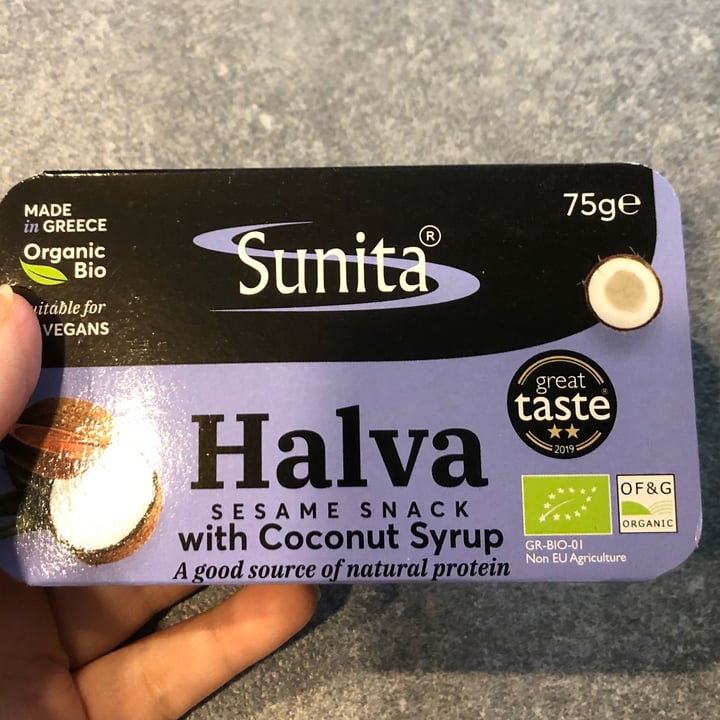 MADE
in GREECE
Organic
Bio
suitable for
VEGANS
Sunita®
75g℮
great
taste®
2019
Halva
SESAME SNACK
with Coconut Syrup
A good source of natural protein
OF&G
ORGANIC
GR-BIO-01
Non EU Agriculture